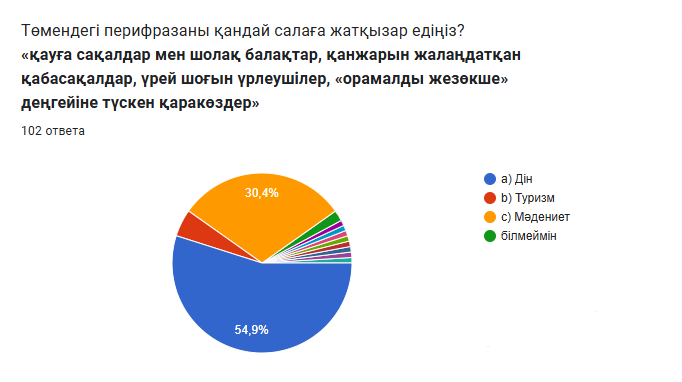 Төмендегі перифразаны қандай салаға жатқызар едіңіз?
«қауға сақалдар мен шолақ балақтар, қанжарын жалаңдатқан
қабасақалдар, үрей шоғын үрлеушілер, «орамалды жезөкше»
деңгейіне түскен қаракөздер»
102 ответа
30,4%
54,9%
a) Дін
b) Туризм
c) Мәдениет
білмеймін